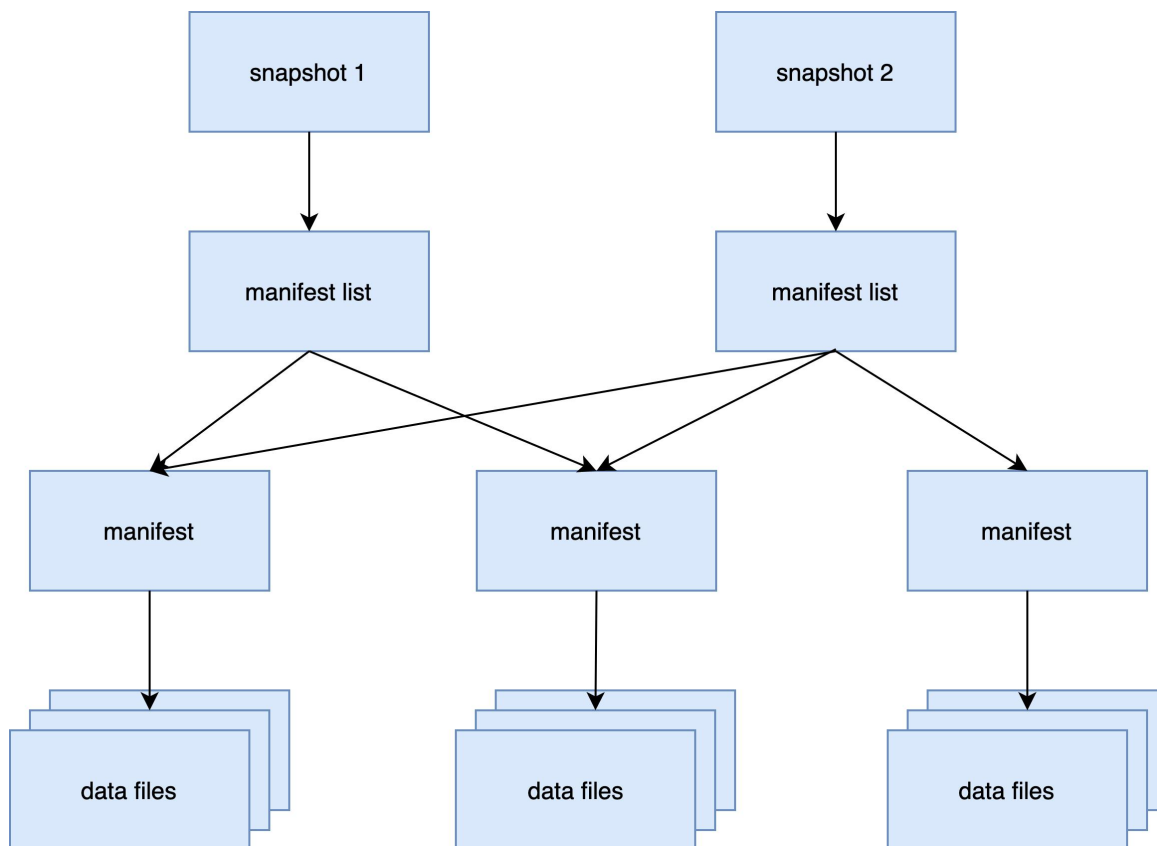 snapshot 1
snapshot 2
manifest list
manifest list
manifest
manifest
manifest
data files
data files
data files